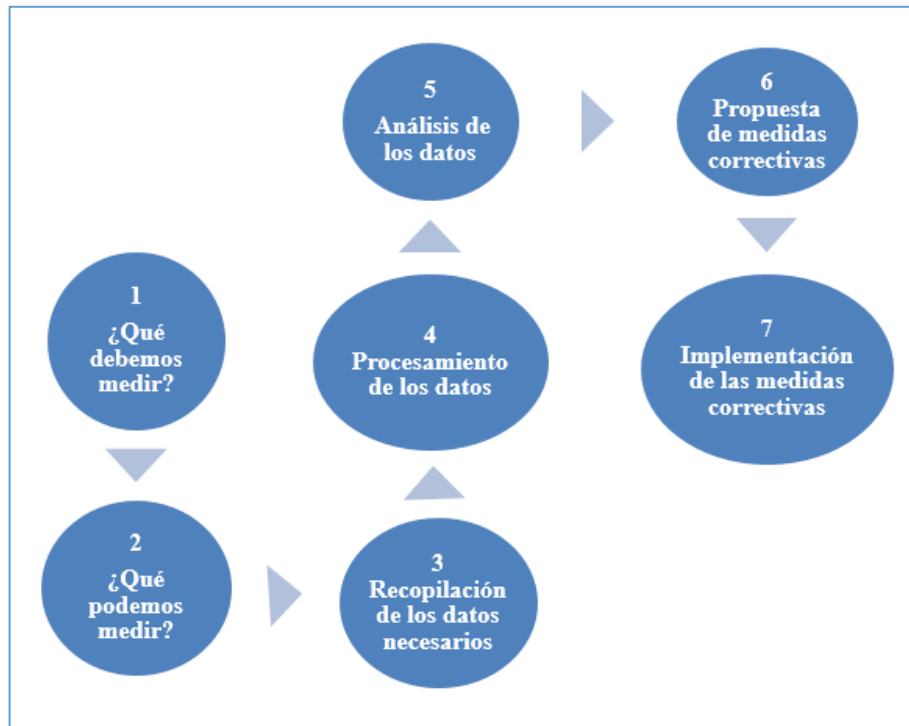 1
¿Qué
debemos
medir?
2
¿Qué
podemos
medir?
3
Recopilación
de los datos
necesarios
4
Procesamiento
de los datos
5
Análisis de
los datos
6
Propuesta
de medidas
correctivas
7
Implementación
de las medidas
correctivas